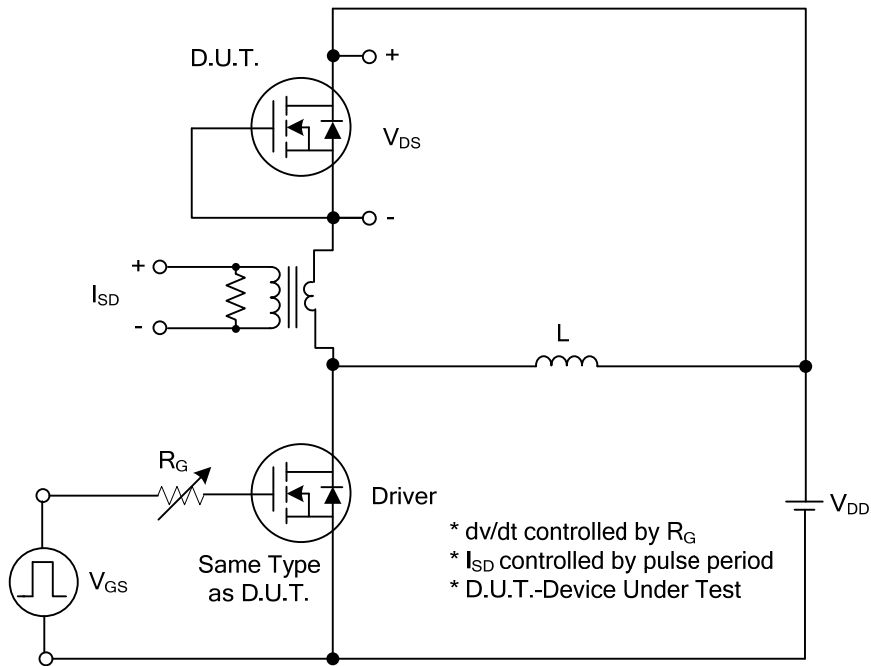 D.U.T.
+
VDS
-
+
ISD
-
L
RG
Driver
VDD
VGS
Same Type
as D.U.T.
* dv/dt controlled by RG
* ISD controlled by pulse period
* D.U.T.-Device Under Test